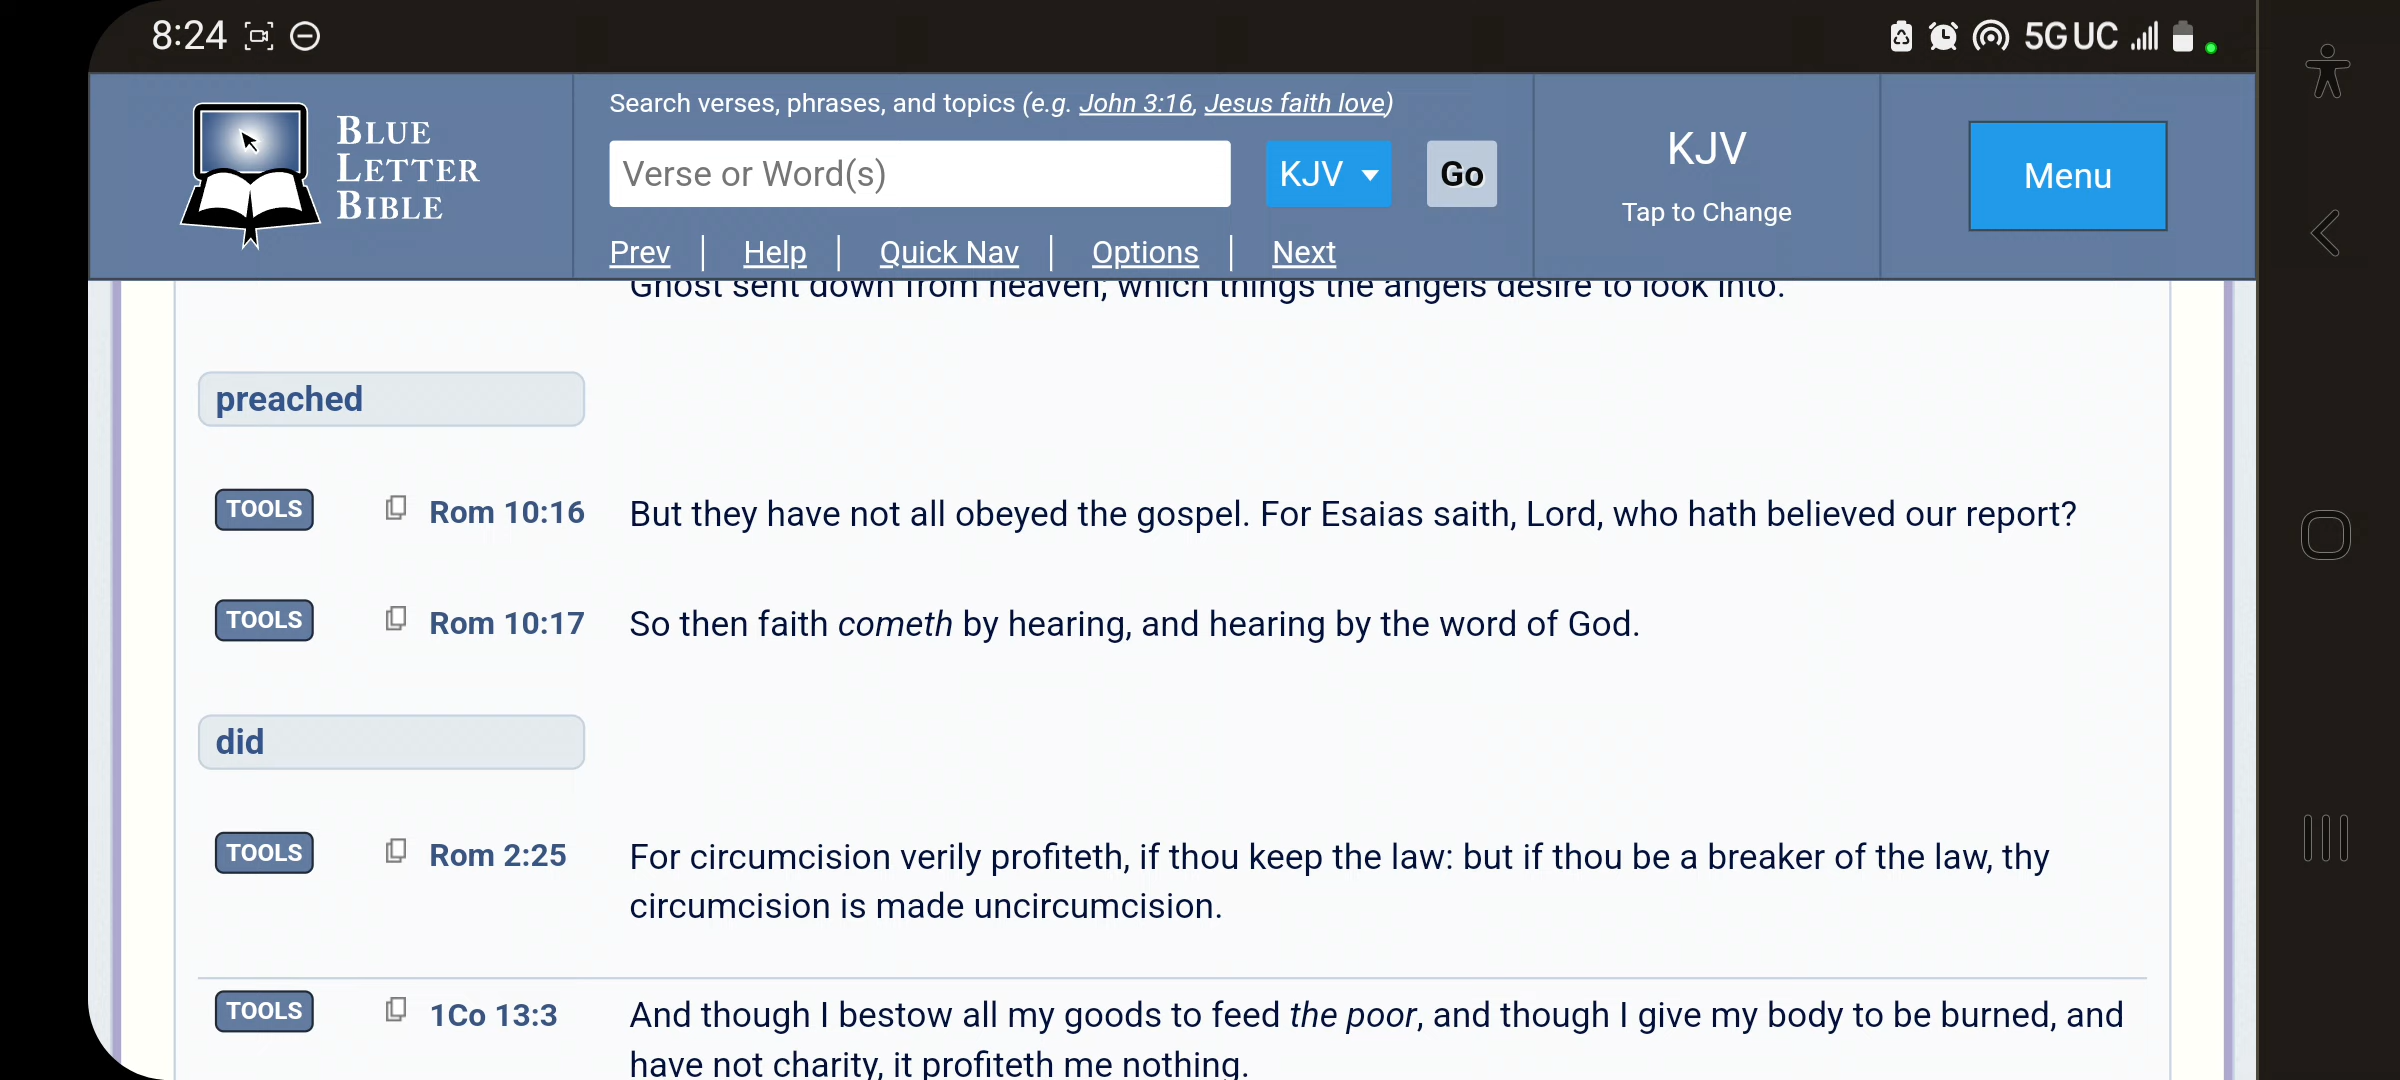 8:24
5G UC
BLUE
LETTER
BIBLE
Search verses, phrases, and topics (e.g. John 3:16, Jesus faith love)
Verse or Word(s)
KJV
Go
KJV
Tap to Change
Menu
Prev | Help | Quick Nav | Options | Next
Ghost sent down from heaven; which things the angels desire to look into.
preached
TOOLS Rom 10:16 But they have not all obeyed the gospel. For Esaias saith, Lord, who hath believed our report?
TOOLS Rom 10:17 So then faith cometh by hearing, and hearing by the word of God.
did
TOOLS Rom 2:25 For circumcision verily profiteth, if thou keep the law: but if thou be a breaker of the law, thy
circumcision is made uncircumcision.
TOOLS 1Co 13:3 And though I bestow all my goods to feed the poor, and though I give my body to be burned, and
have not charity, it profiteth me nothing.